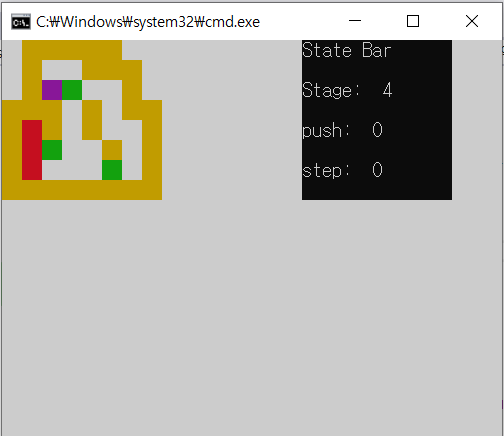 C:₩Windows₩system32₩cmd.exe
State Bar
Stage:  4
push:  0
step:  0